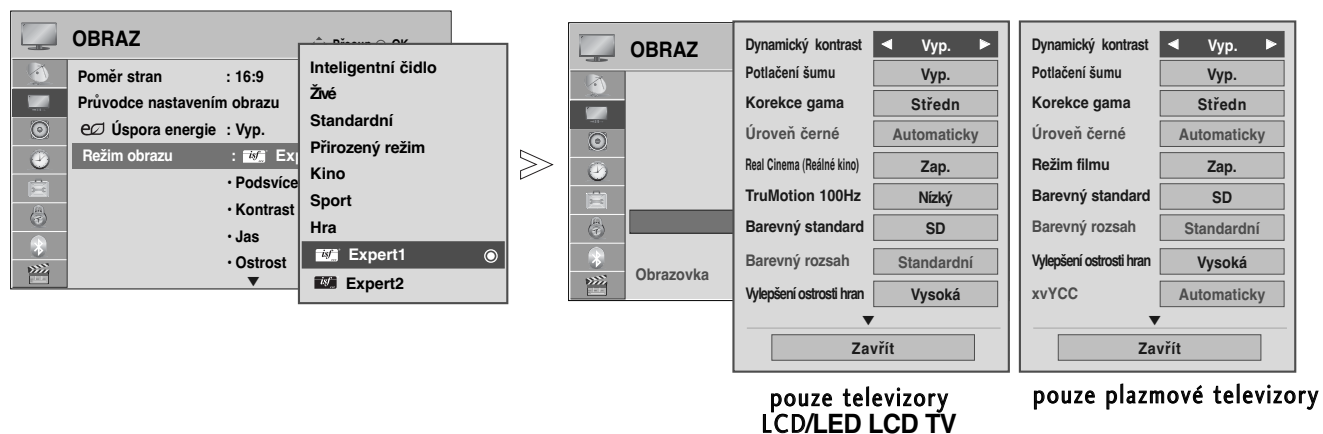 OBRAZ
Poměr stran : 16:9
Průvodce nastavením obrazu
Úspora energie : Vyp.
Režim obrazu : isf
• Podsvíce
• Kontrast
• Jas
• Ostrost
▼
OK
Inteligentní čidlo
Živé
Standardní
Přirozený režim
Kino
Sport
Hra
isf Expert1
isf Expert2
OBRAZ
Obrazovka
Dynamický kontrast ◄ Vyp. ►
Potlačení šumu Vyp.
Korekce gama Středn
Úroveň černé Automaticky
Real Cinema (Reálné kino) Zap.
TruMotion 100Hz Nízký
Barevný standard SD
Barevný rozsah Standardní
Vylepšení ostrosti hran Vysoká
▼
Zavřít
pouze televizory
LCD/LED LCD TV
Dynamický kontrast ◄ Vyp. ►
Potlačení šumu Vyp.
Korekce gama Středn
Úroveň černé Automaticky
Režim filmu Zap.
Barevný standard SD
Barevný rozsah Standardní
Vylepšení ostrosti hran Vysoká
xvYCC Automaticky
▼
Zavřít
pouze plazmové televizory